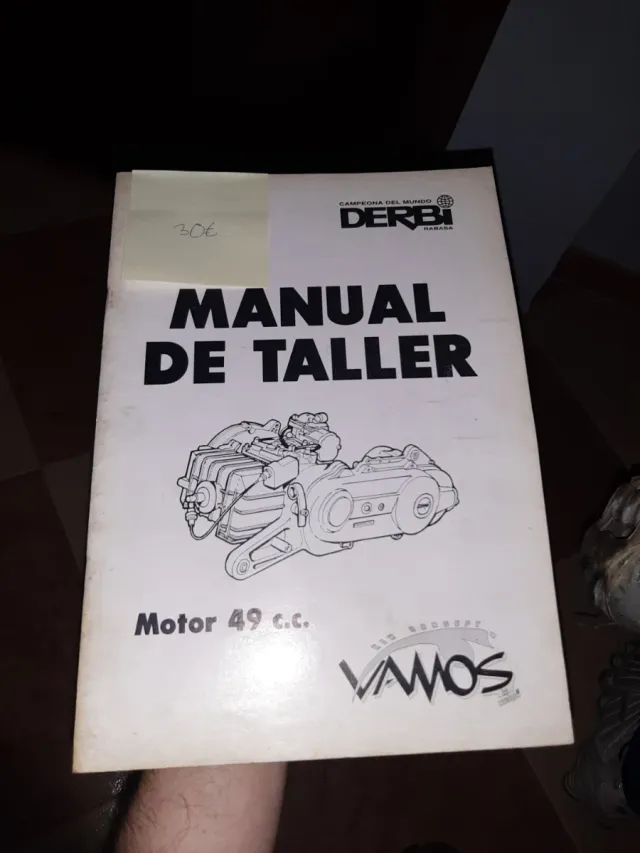 30€
CAMPEONA DEL MUNDO
DERBi
RABASA
MANUAL
DE TALLER
Motor 49 c.c.
VAMOS